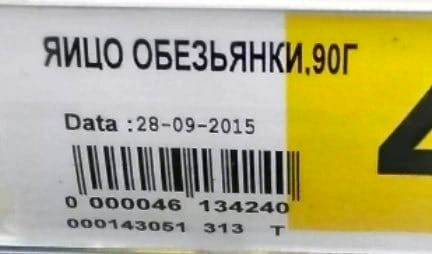 ЯИЦО ОБЕЗЬЯНКИ,90Г
Data :28-09-2015
0 000046 134240
000143051 313 T